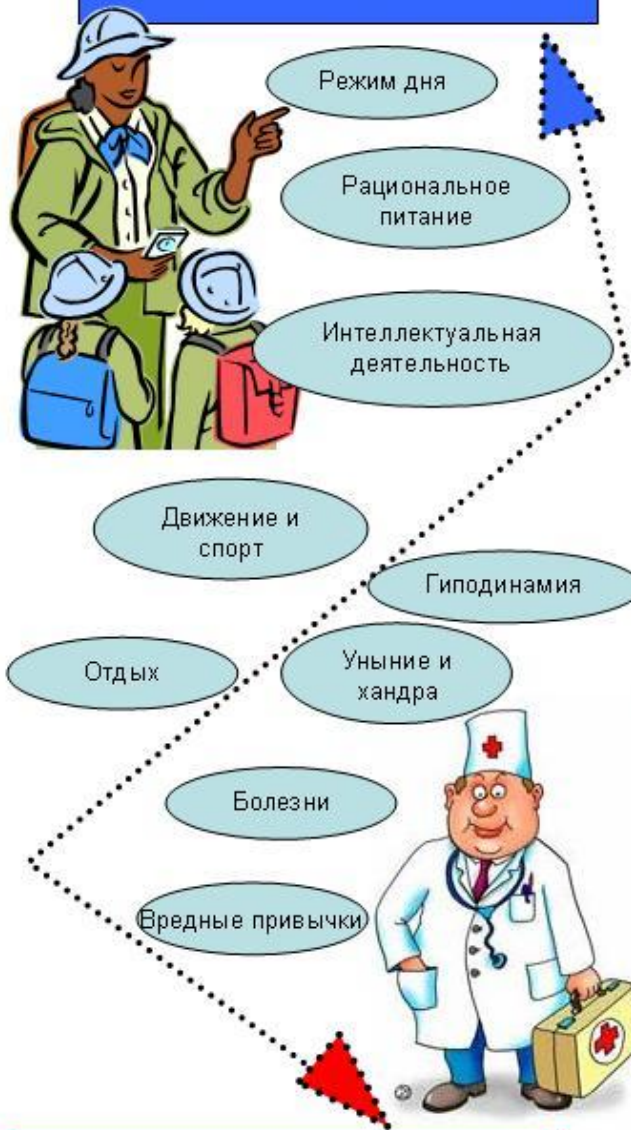 Режим дня
Рациональное
питание
Интеллектуальная
деятельность
Движение и
спорт
Гиподинамия
Отдых
Уныние и
хандра
Болезни
Вредные привычки